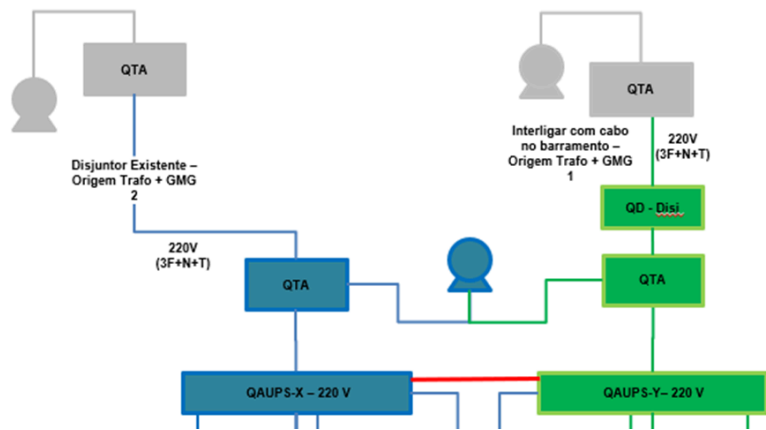 QTA
QTA
Interligar com cabo
no barramento –
Origem Trafo + GMG
1
220V
(3F+N+T)
Disjuntor Existente –
Origem Trafo + GMG
2
QD - Disj
220V
(3F+N+T)
QTA
QTA
QAUPS-X – 220 V
QAUPS-Y– 220 V